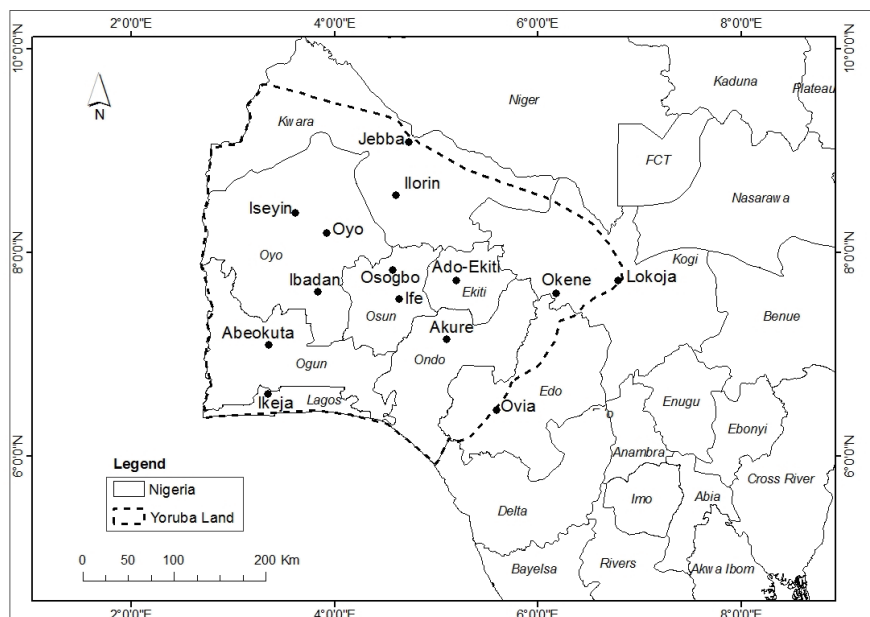 2°0'0"E
4°0'0"E
6°0'0"E
8°0'0"E
10°0'0"N
10°0'0"N
Kaduna
Plateau
Niger
N
Kwara
Jebba
FCT
Ilorin
Nasarawa
Iseyin
Oyo
Oyo
8°0'0"N
8°0'0"N
Kogi
Ado-Ekiti
Osogbo
Ibadan
Ekiti
Okene
Lokoja
Ife
Osun
Benue
Abeokuta
Akure
Ondo
Ogun
Edo
Ikeja
Lagos
Ovia
o
Enugu
Ebonyi
6°0'0"N
6°0'0"N
Anambra
Cross River
Legend
Nigeria
Yoruba Land
Imo
Abia
Delta
0 50 100 200 Km
Bayelsa
Rivers
Akwa Ibom
2°0'0"E
4°0'0"E
6°0'0"E
8°0'0"E